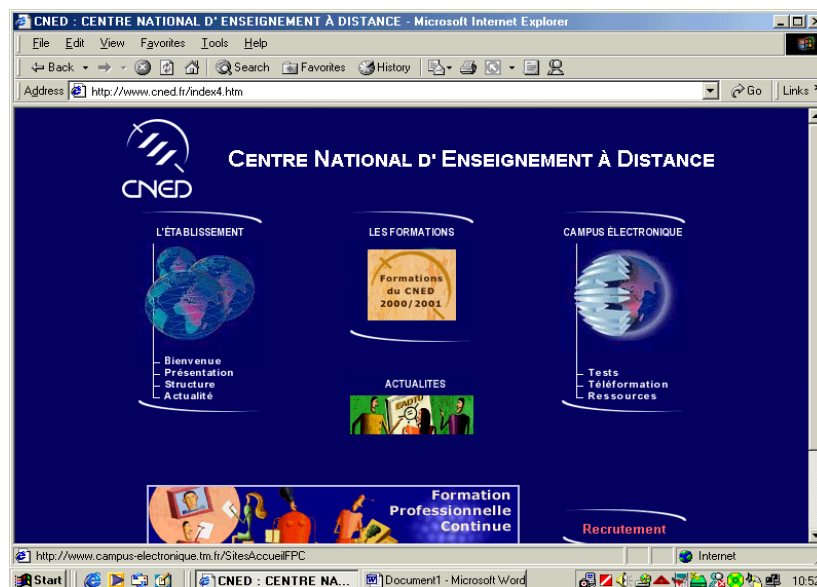 CNED : CENTRE NATIONAL D' ENSEIGNEMENT À DISTANCE - Microsoft Internet Explorer
File Edit View Favorites Tools Help
Back Search Favorites History
Address http://www.cned.fr/index4.htm Go Links
CNED
CENTRE NATIONAL D' ENSEIGNEMENT À DISTANCE
L'ÉTABLISSEMENT
Bienvenue
Présentation
Structure
Actualité
LES FORMATIONS
Formations
du CNED
2000/2001
ACTUALITES
EADTU
CAMPUS ÉLECTRONIQUE
Tests
Téléformation
Ressources
Formation
Professionnelle
Continue
Recrutement
http://www.campus-electronique.tm.fr/SitesAccueilFPC Internet
Start CNED : CENTRE NA... Document1 - Microsoft Word